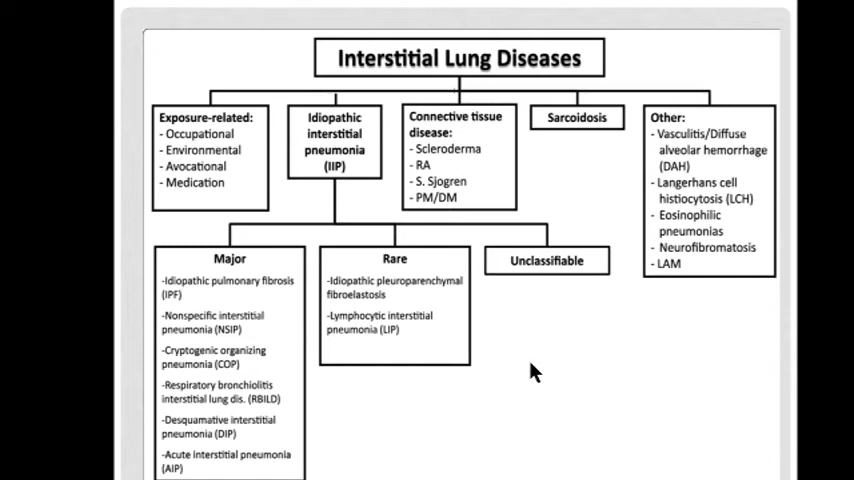 Interstitial Lung Diseases
Exposure-related:
- Occupational
- Environmental
- Avocational
- Medication
Idiopathic
interstitial
pneumonia
(IIP)
Connective tissue
disease:
- Scleroderma
- RA
- S. Sjogren
- PM/DM
Sarcoidosis
Other:
- Vasculitis/Diffuse
alveolar hemorrhage
(DAH)
- Langerhans cell
histiocytosis (LCH)
- Eosinophilic
pneumonias
- Neurofibromatosis
- LAM
Major
-Idiopathic pulmonary fibrosis
(IPF)
-Nonspecific interstitial
pneumonia (NSIP)
-Cryptogenic organizing
pneumonia (COP)
-Respiratory bronchiolitis
interstitial lung dis. (RBILD)
-Desquamative interstitial
pneumonia (DIP)
-Acute interstitial pneumonia
(AIP)
Rare
-Idiopathic pleuroparenchymal
fibroelastosis
-Lymphocytic interstitial
pneumonia (LIP)
Unclassifiable